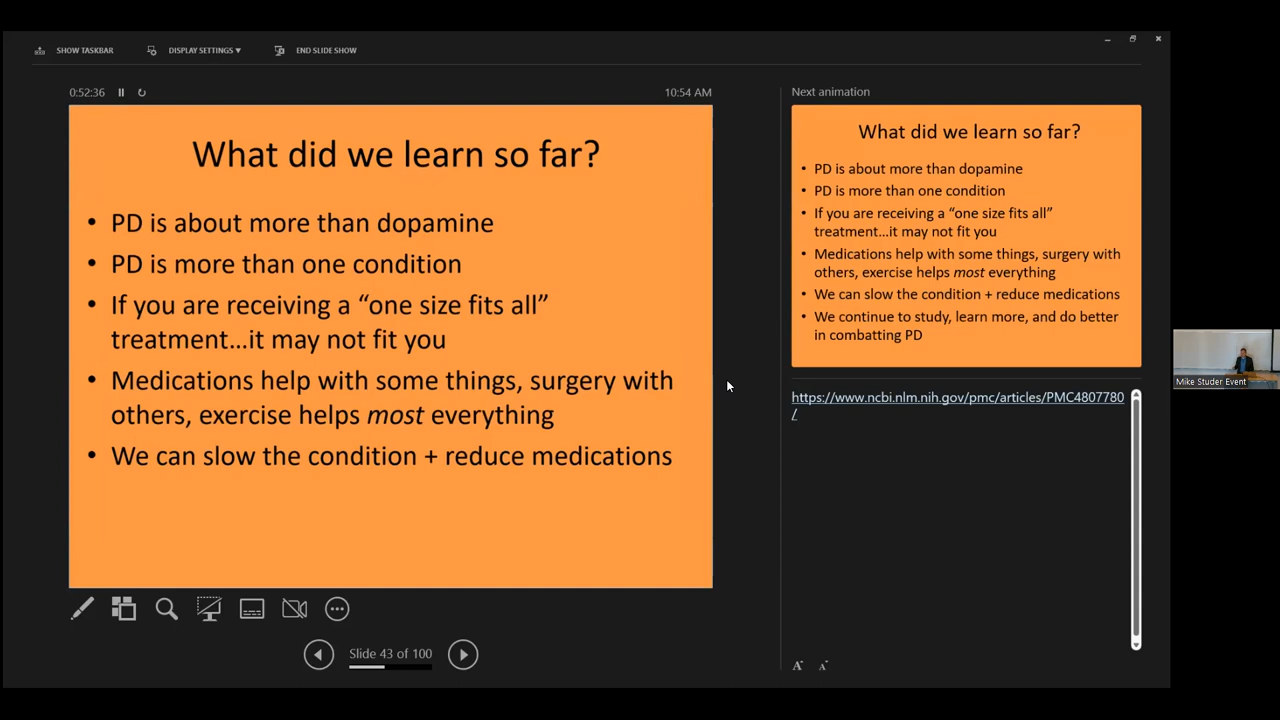 SHOW TASKBAR
DISPLAY SETTINGS ▼
END SLIDE SHOW
0:52:36
10:54 AM
What did we learn so far?
• PD is about more than dopamine
• PD is more than one condition
• If you are receiving a “one size fits all”
treatment…it may not fit you
• Medications help with some things, surgery with
others, exercise helps most everything
• We can slow the condition + reduce medications
Slide 43 of 100
Next animation
What did we learn so far?
• PD is about more than dopamine
• PD is more than one condition
• If you are receiving a “one size fits all”
treatment…it may not fit you
• Medications help with some things, surgery with
others, exercise helps most everything
• We can slow the condition + reduce medications
• We continue to study, learn more, and do better
in combatting PD
https://www.ncbi.nlm.nih.gov/pmc/articles/PMC4807780
/
A A
Mike Studer Event